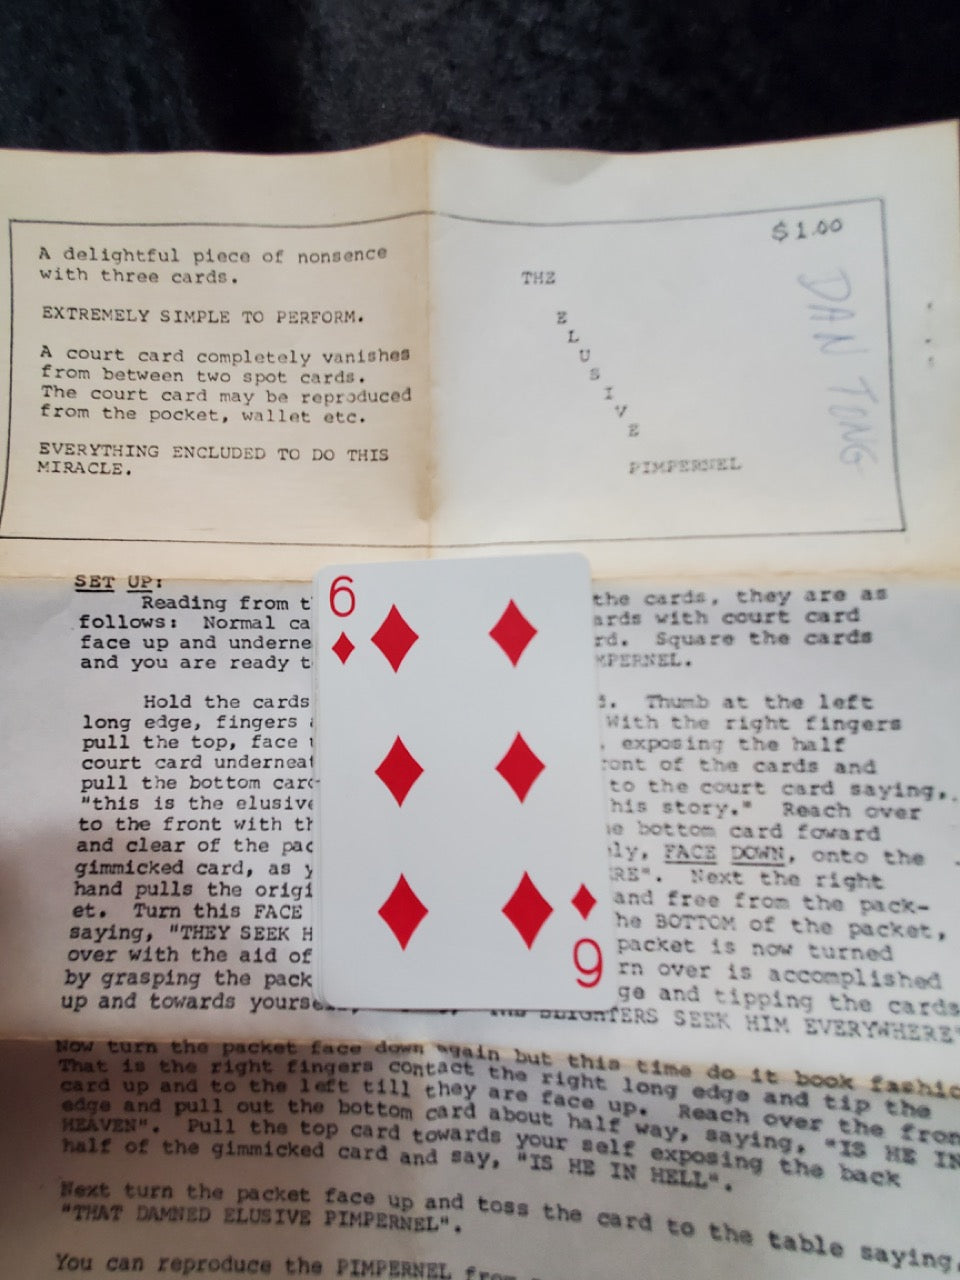 A delightful piece of nonsence
with three cards.
EXTREMELY SIMPLE TO PERFORM.
A court card completely vanishes
from between two spot cards.
The court card may be reproduced
from the pocket, wallet etc.
EVERYTHING ENCLUDED TO DO THIS
MIRACLE.
$1.00
THE
E
L
U
S
I
V
E
PIMPERNEL
DAN TONG
SET UP:
Reading from the cards, they are as
follows: Normal cards with court card
face up and underne Square the cards
and you are ready t
Hold the cards Thumb at the left
long edge, fingers With the right fingers
pull the top, face exposing the half
court card underneat of the cards and
pull the bottom card to the court card saying,.
"this is the elusive his story." Reach over
to the front with bottom card foward
and clear of the FACE DOWN, onto the
gimmicked card, as Next the right
hand pulls the and free from the pack-
et. Turn this FACE BOTTOM of the packet,
saying, "THEY SEEK H packet is now turned
over with the aid of rn over is accomplished
by grasping the pack and tipping the cards
up and towards SEEK HIM EVERYWHERE"
6
6
Now turn the packet face down again but this time do it book fashio
That is the right fingers contact the right long edge and tip the
card up and to the left till they are face up. Reach over the fron
edge and pull out the bottom card about half way, saying, "IS HE IN
HEAVEN". Pull the top card towards your self exposing the back
half of the gimmicked card and say, "IS HE IN HELL".
Next turn the packet face up and toss the card to the table saying,
"THAT DAMNED ELUSIVE PIMPERNEL".
You can reproduce the PIMPERNEL from